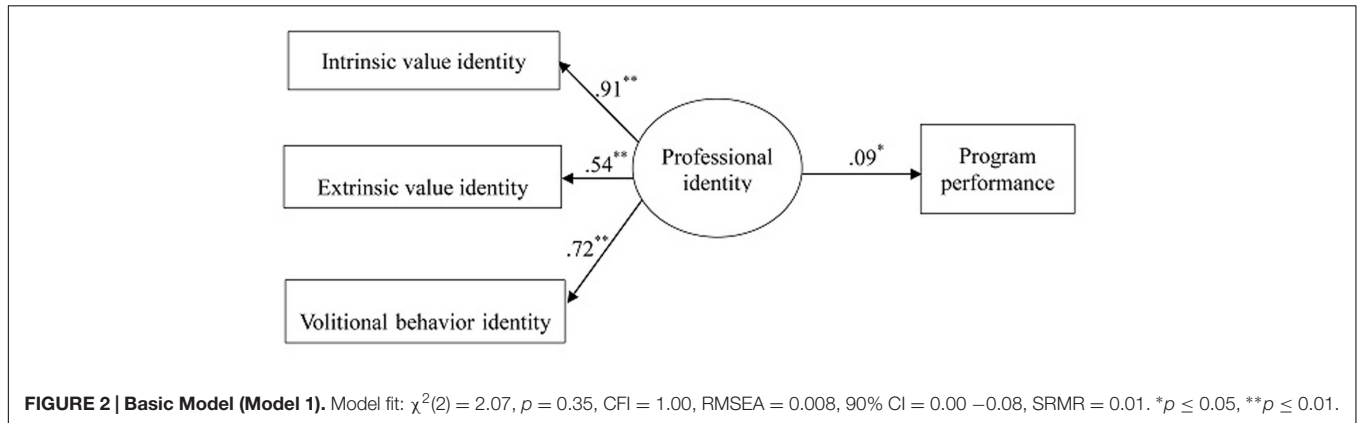 Intrinsic value identity
.91**
Extrinsic value identity
.54**
Volitional behavior identity
.72**
Professional
identity
.09*
Program
performance
FIGURE 2 | Basic Model (Model 1). Model fit: χ²(2) = 2.07, p = 0.35, CFI = 1.00, RMSEA = 0.008, 90% CI = 0.00 −0.08, SRMR = 0.01. *p ≤ 0.05, **p ≤ 0.01.